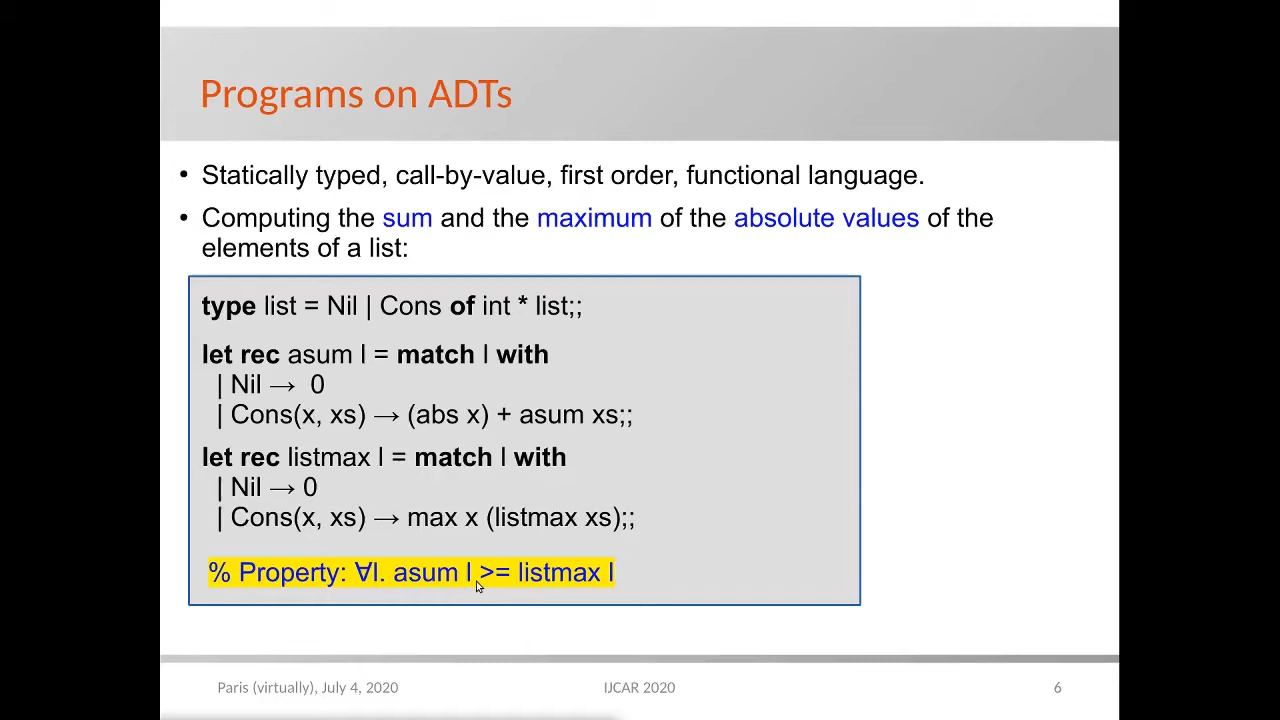 Programs on ADTs
• Statically typed, call-by-value, first order, functional language.
• Computing the sum and the maximum of the absolute values of the
elements of a list:
type list = Nil | Cons of int * list;;
let rec asum l = match l with
| Nil → 0
| Cons(x, xs) → (abs x) + asum xs;;
let rec listmax l = match l with
| Nil → 0
| Cons(x, xs) → max x (listmax xs);;
% Property: ∀l. asum l >= listmax l
Paris (virtually), July 4, 2020 IJCAR 2020 6